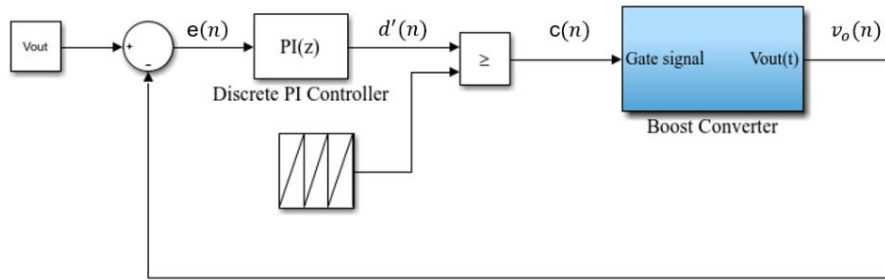 e(n)
d′(n)
c(n)
v_o(n)
Vout
+
-
PI(z)
≥
Gate signal
Vout(t)
Discrete PI Controller
Boost Converter